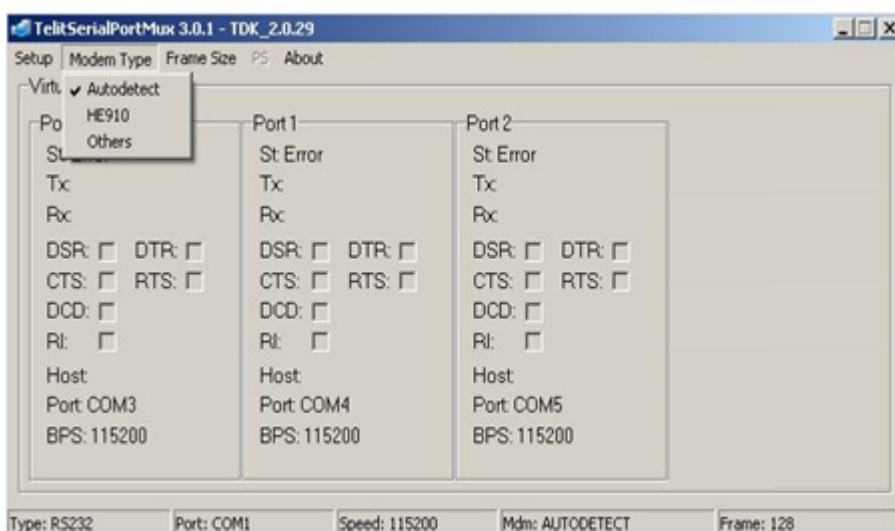 TelitSerialPortMux 3.0.1 - TDK_2.0.29
Setup Modem Type Frame Size PS About
Autodetect
HE910
Others
Port 1
St: Error
Tx:
Rx:
DSR: DTR:
CTS: RTS:
DCD:
RI:
Host:
Port: COM4
BPS: 115200
Port 2
St: Error
Tx:
Rx:
DSR: DTR:
CTS: RTS:
DCD:
RI:
Host:
Port: COM5
BPS: 115200
Tx:
Rx:
DSR: DTR:
CTS: RTS:
DCD:
RI:
Host:
Port: COM3
BPS: 115200
Type: RS232 Port: COM1 Speed: 115200 Mdm: AUTODETECT Frame: 128